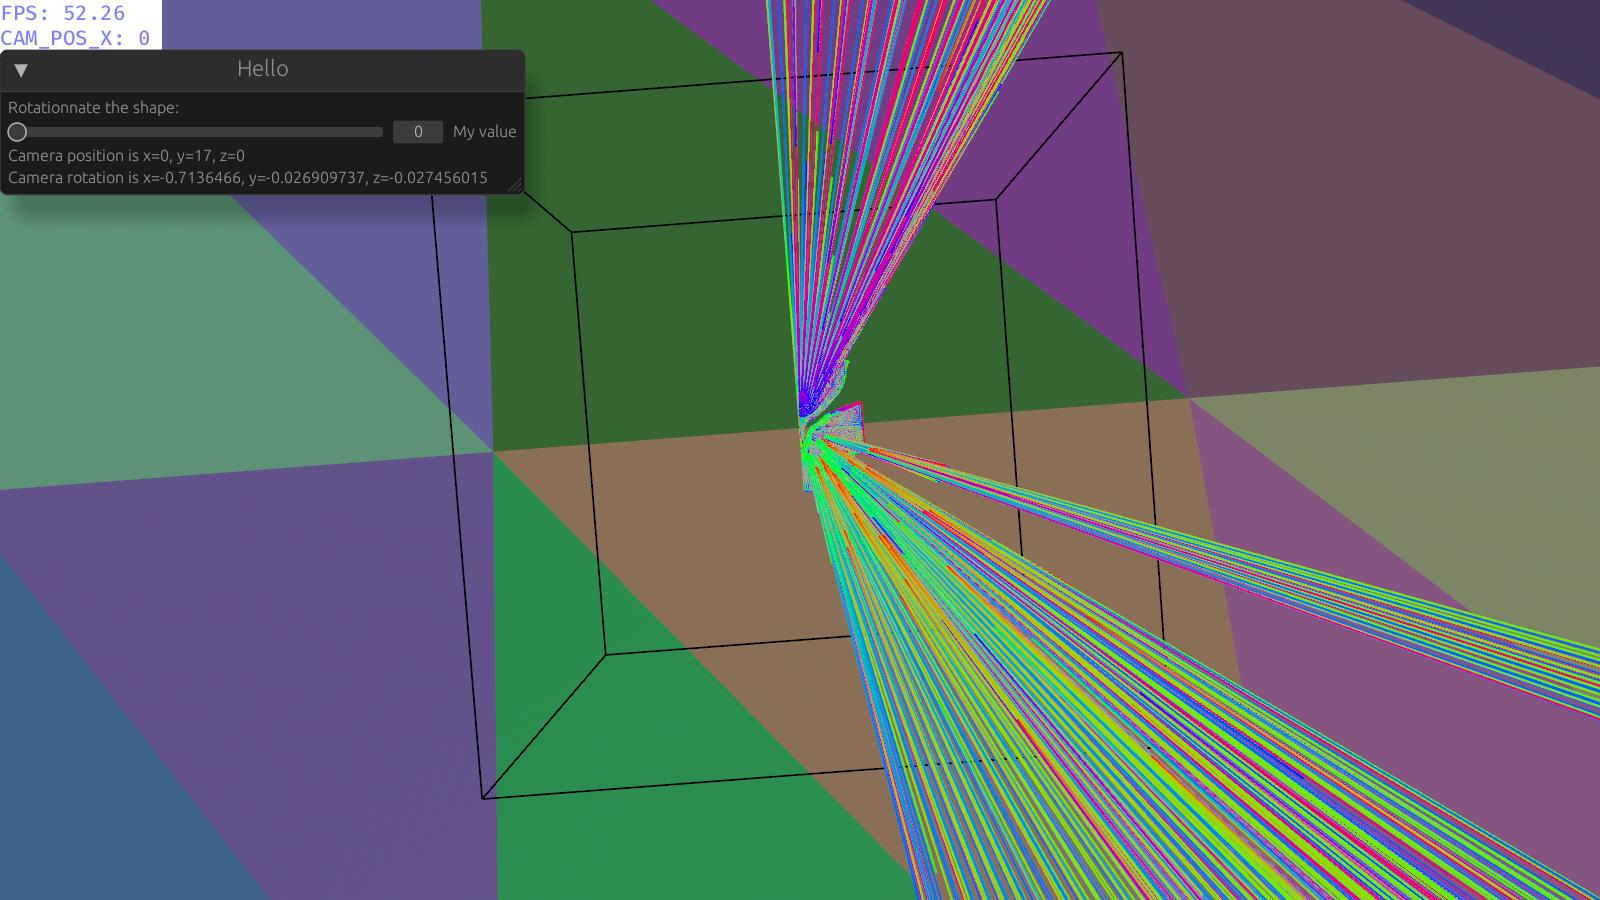 FPS: 52.26
CAM_POS_X: 0
Hello
Rotationnate the shape:
0 My value
Camera position is x=0, y=17, z=0
Camera rotation is x=-0.7136466, y=-0.026909737, z=-0.027456015